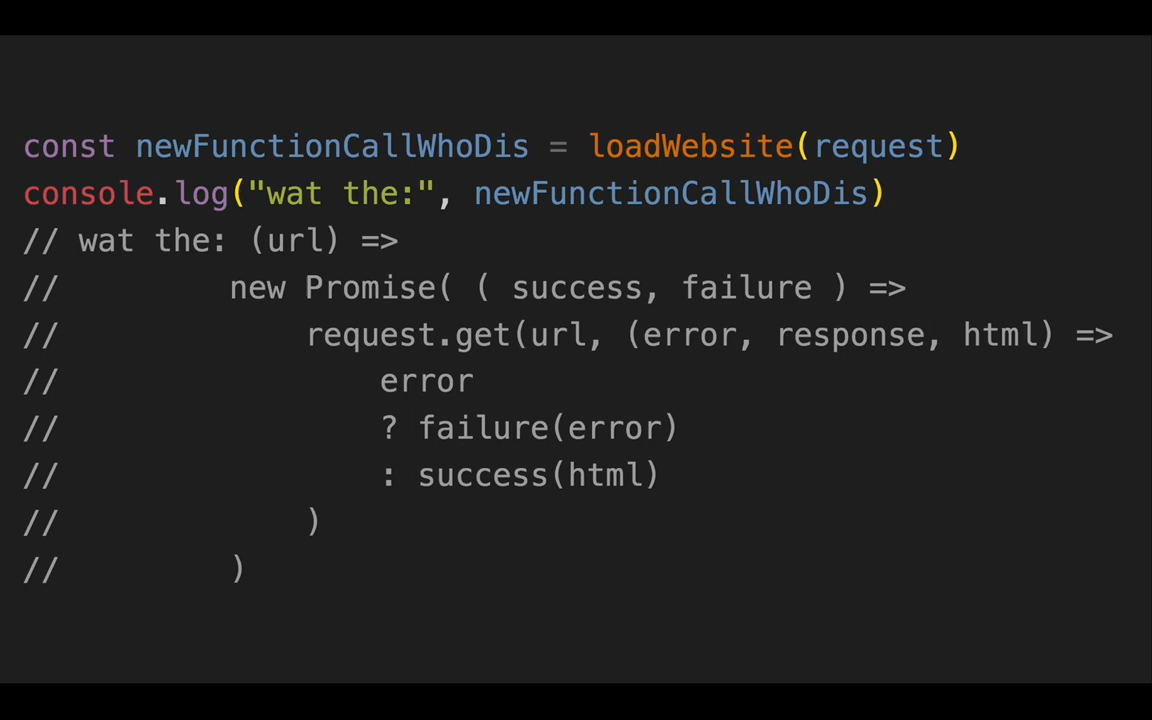 const newFunctionCallWhoDis = loadWebsite(request)
console.log("wat the:", newFunctionCallWhoDis)
// wat the: (url) =>
//         new Promise( ( success, failure ) =>
//             request.get(url, (error, response, html) =>
//                 error
//                 ? failure(error)
//                 : success(html)
//             )
//         )